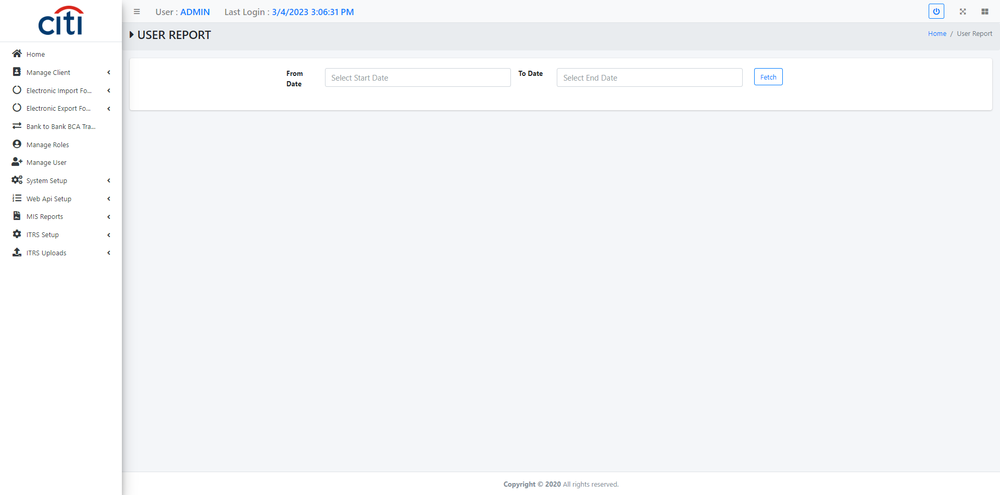 citi
User : ADMIN Last Login : 3/4/2023 3:06:31 PM
USER REPORT
Home / User Report
Home
Manage Client
Electronic Import Fo...
Electronic Export Fo...
Bank to Bank BCA Tra...
Manage Roles
Manage User
System Setup
Web Api Setup
MIS Reports
ITRS Setup
ITRS Uploads
From Date
Select Start Date
To Date
Select End Date
Fetch
Copyright © 2020 All rights reserved.